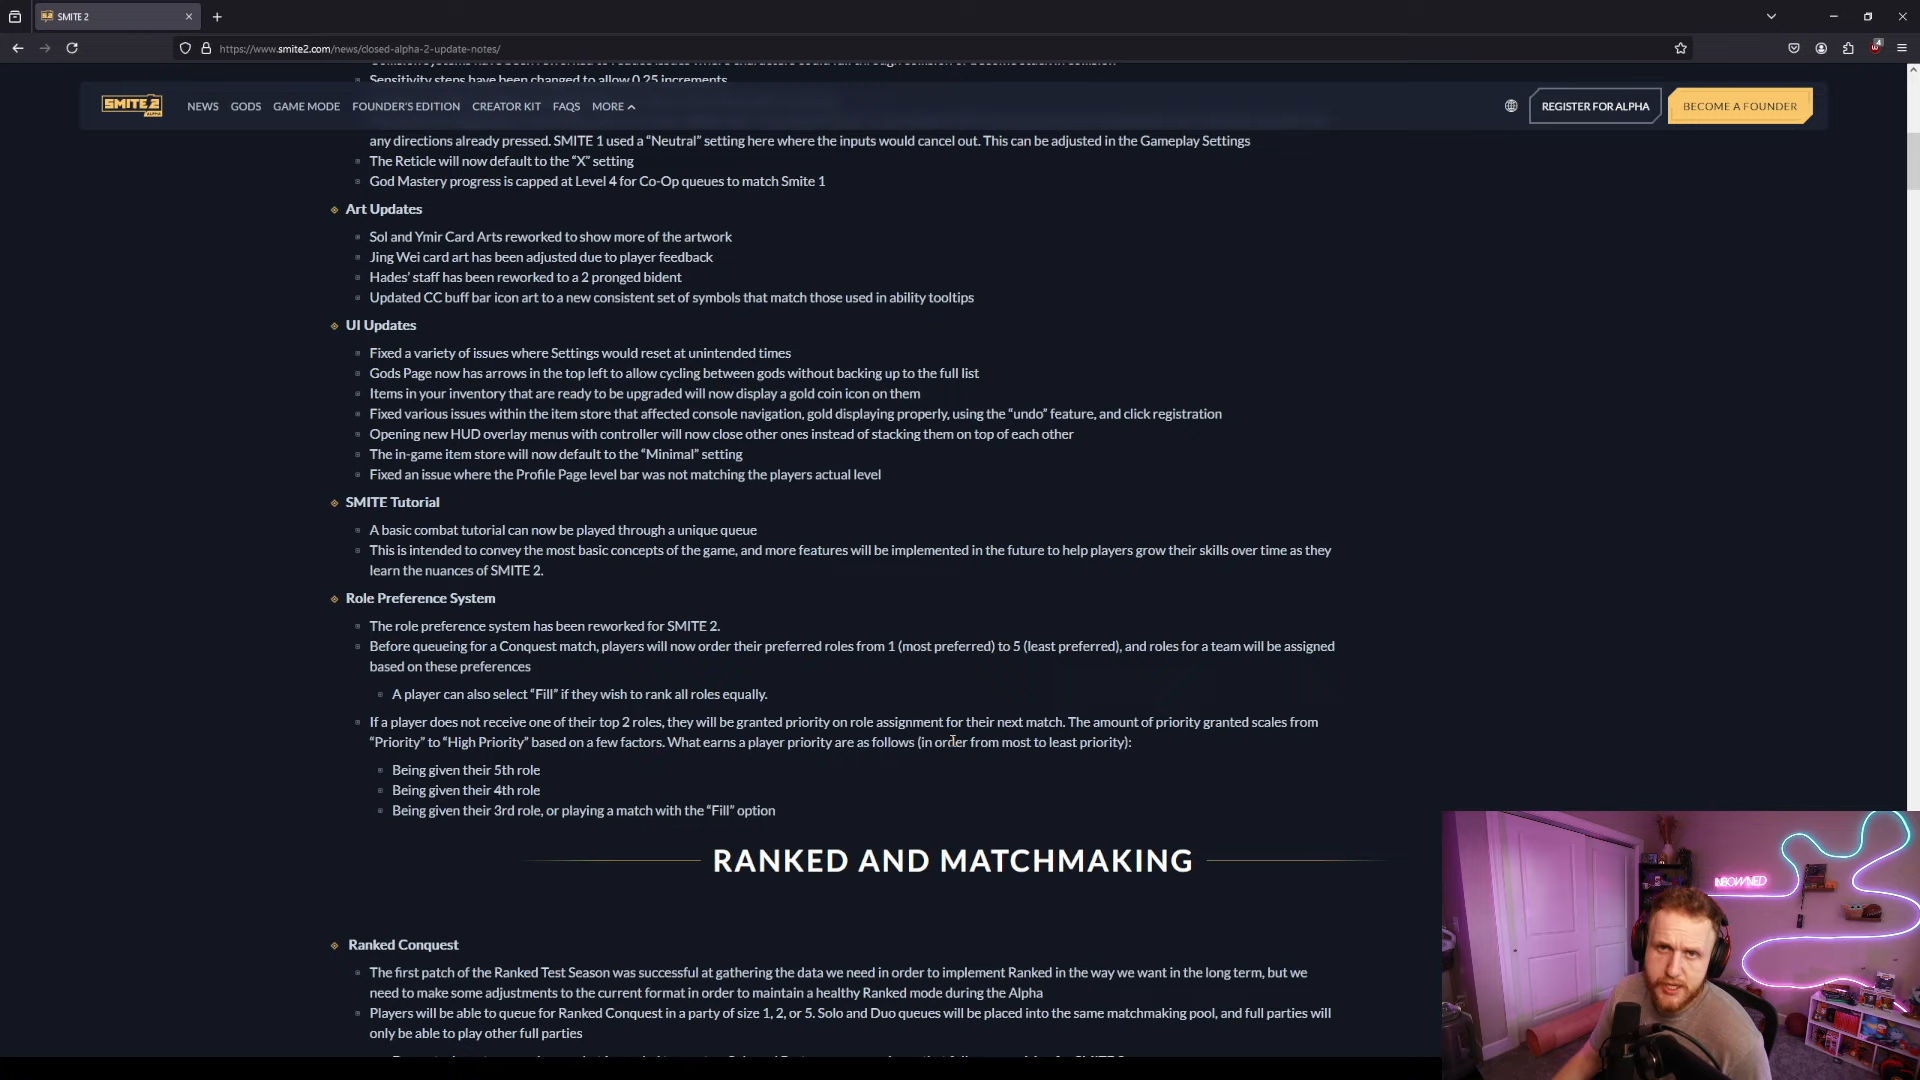 SMITE 2
https://www.smite2.com/news/closed-alpha-2-update-notes/
4
Sensitivity steps have been changed to allow 0.25 increments
SMITE 2
ALPHA
NEWS GODS GAME MODE FOUNDER'S EDITION CREATOR KIT FAQS MORE
REGISTER FOR ALPHA
BECOME A FOUNDER
any directions already pressed. SMITE 1 used a “Neutral” setting here where the inputs would cancel out. This can be adjusted in the Gameplay Settings
The Reticle will now default to the “X” setting
God Mastery progress is capped at Level 4 for Co-Op queues to match Smite 1
Art Updates
Sol and Ymir Card Arts reworked to show more of the artwork
Jing Wei card art has been adjusted due to player feedback
Hades’ staff has been reworked to a 2 pronged bident
Updated CC buff bar icon art to a new consistent set of symbols that match those used in ability tooltips
UI Updates
Fixed a variety of issues where Settings would reset at unintended times
Gods Page now has arrows in the top left to allow cycling between gods without backing up to the full list
Items in your inventory that are ready to be upgraded will now display a gold coin icon on them
Fixed various issues within the item store that affected console navigation, gold displaying properly, using the “undo” feature, and click registration
Opening new HUD overlay menus with controller will now close other ones instead of stacking them on top of each other
The in-game item store will now default to the “Minimal” setting
Fixed an issue where the Profile Page level bar was not matching the players actual level
SMITE Tutorial
A basic combat tutorial can now be played through a unique queue
This is intended to convey the most basic concepts of the game, and more features will be implemented in the future to help players grow their skills over time as they
learn the nuances of SMITE 2.
Role Preference System
The role preference system has been reworked for SMITE 2.
Before queueing for a Conquest match, players will now order their preferred roles from 1 (most preferred) to 5 (least preferred), and roles for a team will be assigned
based on these preferences
A player can also select “Fill” if they wish to rank all roles equally.
If a player does not receive one of their top 2 roles, they will be granted priority on role assignment for their next match. The amount of priority granted scales from
“Priority” to “High Priority” based on a few factors. What earns a player priority are as follows (in order from most to least priority):
Being given their 5th role
Being given their 4th role
Being given their 3rd role, or playing a match with the “Fill” option
RANKED AND MATCHMAKING
Ranked Conquest
The first patch of the Ranked Test Season was successful at gathering the data we need in order to implement Ranked in the way we want in the long term, but we
need to make some adjustments to the current format in order to maintain a healthy Ranked mode during the Alpha
Players will be able to queue for Ranked Conquest in a party of size 1, 2, or 5. Solo and Duo queues will be placed into the same matchmaking pool, and full parties will
only be able to play other full parties